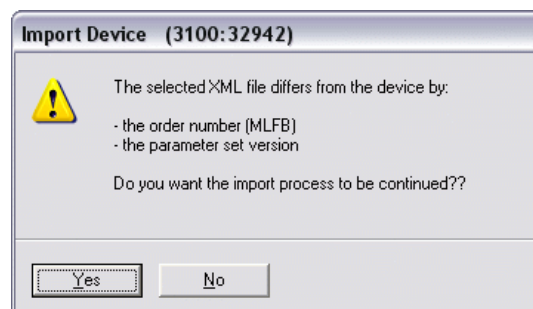 Import Device (3100:32942)
The selected XML file differs from the device by:
- the order number (MLFB)
- the parameter set version
Do you want the import process to be continued??
Yes
No